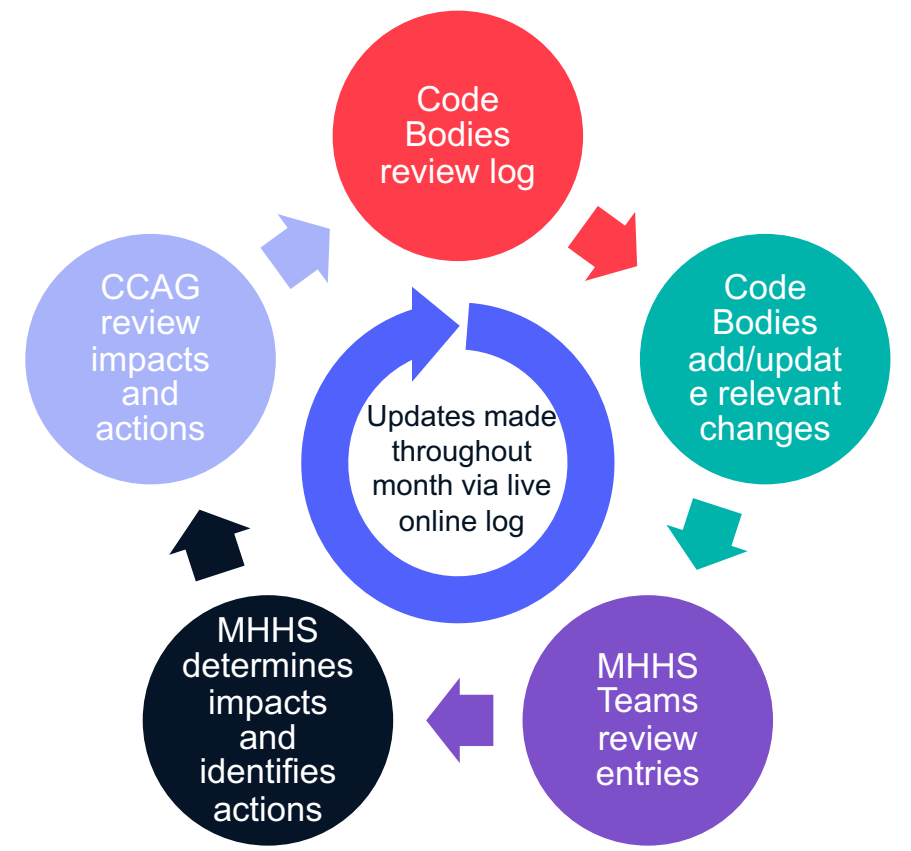 Code
Bodies
review log
Code
Bodies
add/updat
e relevant
changes
MHHS
Teams
review
entries
MHHS
determines
impacts
and
identifies
actions
CCAG
review
impacts
and
actions
Updates made
throughout
month via live
online log